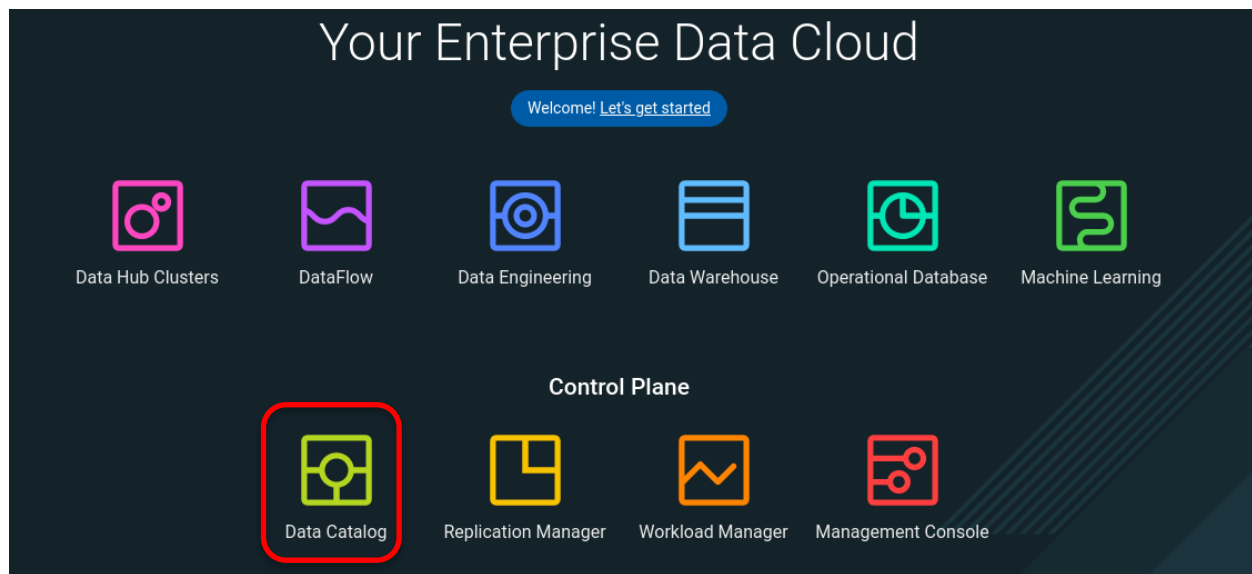 Your Enterprise Data Cloud
Welcome! Let's get started
Data Hub Clusters
DataFlow
Data Engineering
Data Warehouse
Operational Database
Machine Learning
Control Plane
Data Catalog
Replication Manager
Workload Manager
Management Console